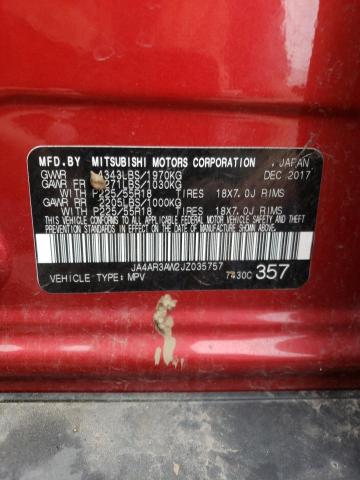 MFD.BY MITSUBISHI MOTORS CORPORATION , JAPAN
GVWR 4343LBS/1970KG DEC 2017
GAWR FR 2271LBS/1030KG
WITH P225/55R18 TIRES 18X7.0J RIMS
GAWR RR 2205LBS/1000KG
WITH P225/55R18 TIRES 18X7.0J RIMS
THIS VEHICLE CONFORMS TO ALL APPLICABLE FEDERAL
MOTOR VEHICLE SAFETY AND THEFT PREVENTION
STANDARDS IN EFFECT ON THE DATE OF
MANUFACTURE SHOWN ABOVE.
JA4AR3AW2JZ035757
VEHICLE TYPE: MPV 7430C 357